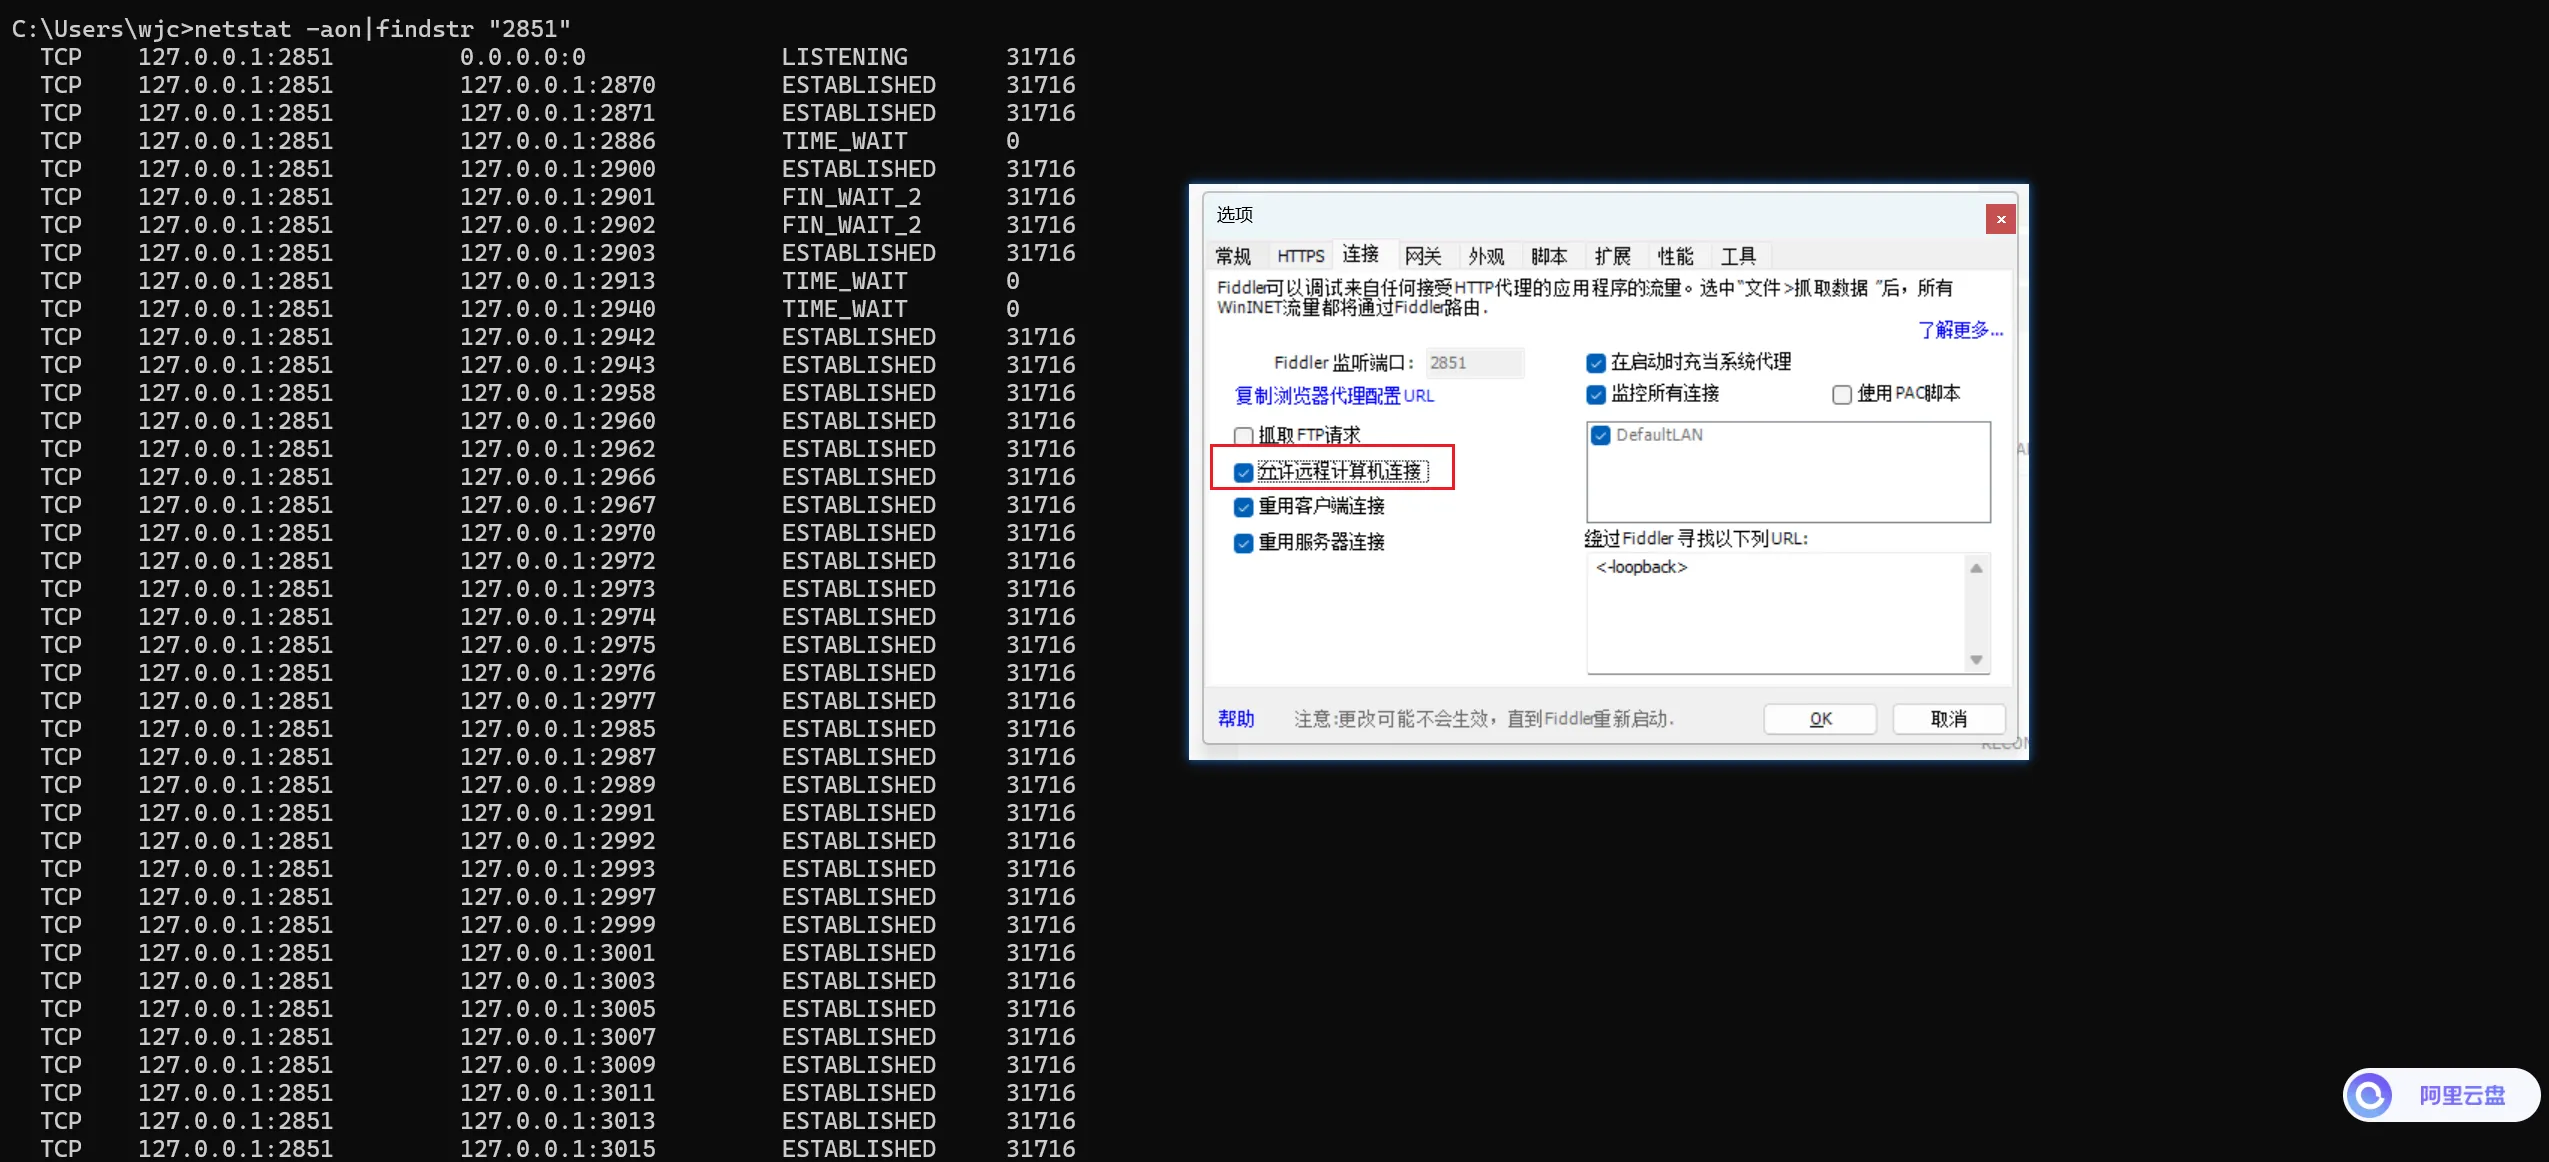 C:\Users\wjc>netstat -aon|findstr "2851"
TCP 127.0.0.1:2851 0.0.0.0:0 LISTENING 31716
TCP 127.0.0.1:2851 127.0.0.1:2870 ESTABLISHED 31716
TCP 127.0.0.1:2851 127.0.0.1:2871 ESTABLISHED 31716
TCP 127.0.0.1:2851 127.0.0.1:2886 TIME_WAIT 0
TCP 127.0.0.1:2851 127.0.0.1:2900 ESTABLISHED 31716
TCP 127.0.0.1:2851 127.0.0.1:2901 FIN_WAIT_2 31716
TCP 127.0.0.1:2851 127.0.0.1:2902 FIN_WAIT_2 31716
TCP 127.0.0.1:2851 127.0.0.1:2903 ESTABLISHED 31716
TCP 127.0.0.1:2851 127.0.0.1:2913 TIME_WAIT 0
TCP 127.0.0.1:2851 127.0.0.1:2940 TIME_WAIT 0
TCP 127.0.0.1:2851 127.0.0.1:2942 ESTABLISHED 31716
TCP 127.0.0.1:2851 127.0.0.1:2943 ESTABLISHED 31716
TCP 127.0.0.1:2851 127.0.0.1:2958 ESTABLISHED 31716
TCP 127.0.0.1:2851 127.0.0.1:2960 ESTABLISHED 31716
TCP 127.0.0.1:2851 127.0.0.1:2962 ESTABLISHED 31716
TCP 127.0.0.1:2851 127.0.0.1:2966 ESTABLISHED 31716
TCP 127.0.0.1:2851 127.0.0.1:2967 ESTABLISHED 31716
TCP 127.0.0.1:2851 127.0.0.1:2970 ESTABLISHED 31716
TCP 127.0.0.1:2851 127.0.0.1:2972 ESTABLISHED 31716
TCP 127.0.0.1:2851 127.0.0.1:2973 ESTABLISHED 31716
TCP 127.0.0.1:2851 127.0.0.1:2974 ESTABLISHED 31716
TCP 127.0.0.1:2851 127.0.0.1:2975 ESTABLISHED 31716
TCP 127.0.0.1:2851 127.0.0.1:2976 ESTABLISHED 31716
TCP 127.0.0.1:2851 127.0.0.1:2977 ESTABLISHED 31716
TCP 127.0.0.1:2851 127.0.0.1:2985 ESTABLISHED 31716
TCP 127.0.0.1:2851 127.0.0.1:2987 ESTABLISHED 31716
TCP 127.0.0.1:2851 127.0.0.1:2989 ESTABLISHED 31716
TCP 127.0.0.1:2851 127.0.0.1:2991 ESTABLISHED 31716
TCP 127.0.0.1:2851 127.0.0.1:2992 ESTABLISHED 31716
TCP 127.0.0.1:2851 127.0.0.1:2993 ESTABLISHED 31716
TCP 127.0.0.1:2851 127.0.0.1:2997 ESTABLISHED 31716
TCP 127.0.0.1:2851 127.0.0.1:2999 ESTABLISHED 31716
TCP 127.0.0.1:2851 127.0.0.1:3001 ESTABLISHED 31716
TCP 127.0.0.1:2851 127.0.0.1:3003 ESTABLISHED 31716
TCP 127.0.0.1:2851 127.0.0.1:3005 ESTABLISHED 31716
TCP 127.0.0.1:2851 127.0.0.1:3007 ESTABLISHED 31716
TCP 127.0.0.1:2851 127.0.0.1:3009 ESTABLISHED 31716
TCP 127.0.0.1:2851 127.0.0.1:3011 ESTABLISHED 31716
TCP 127.0.0.1:2851 127.0.0.1:3013 ESTABLISHED 31716
TCP 127.0.0.1:2851 127.0.0.1:3015 ESTABLISHED 31716
选项
常规 HTTPS 连接 网关 外观 脚本 扩展 性能 工具
Fiddler可以调试来自任何接受HTTP代理的应用程序的流量。选中“文件>抓取数据 ”后，所有
WinINET流量都将通过Fiddler路由.
了解更多...
Fiddler 监听端口： 2851
复制浏览器代理配置URL
抓取FTP请求
允许远程计算机连接
重用客户端连接
重用服务器连接
在启动时充当系统代理
监控所有连接 使用PAC脚本
DefaultLAN
绕过Fiddler 寻找以下列URL:
<-loopback>
帮助 注意:更改可能不会生效，直到Fiddler重新启动. OK 取消
阿里云盘